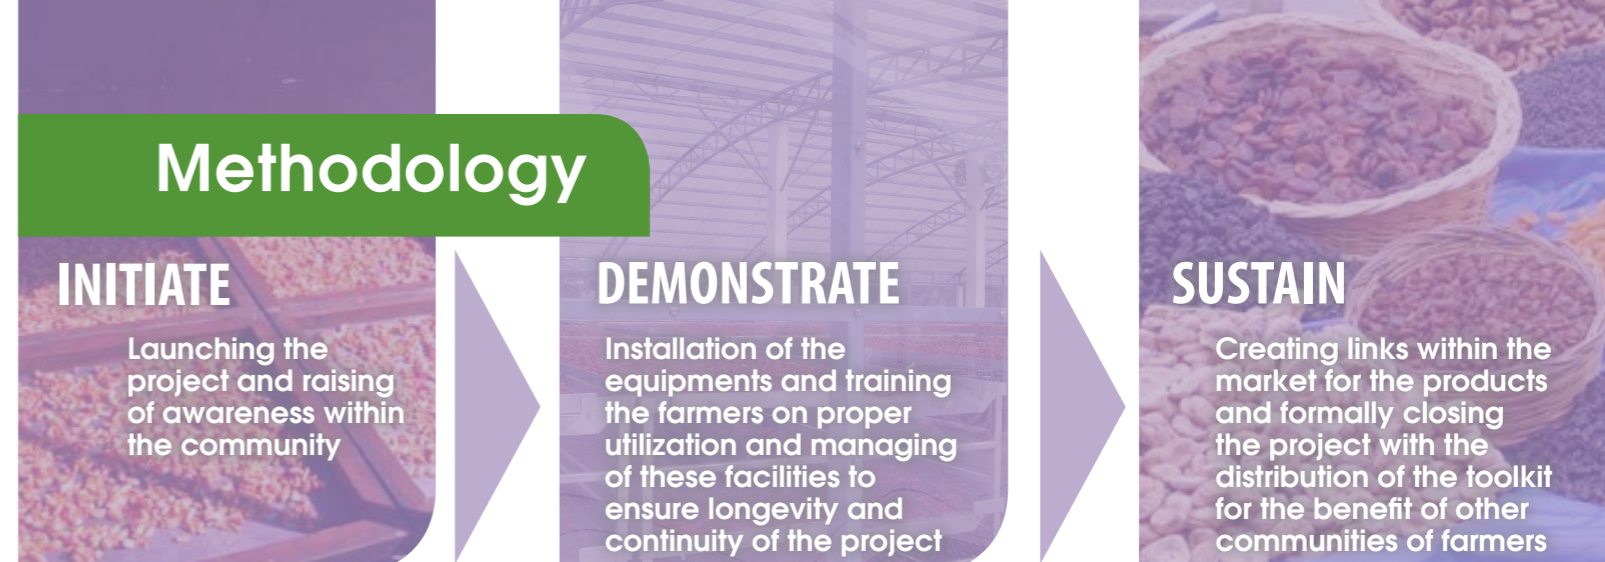 Methodology
INITIATE
Launching the
project and raising
of awareness within
the community
DEMONSTRATE
Installation of the
equipments and training
the farmers on proper
utilization and managing
of these facilities to
ensure longevity and
continuity of the project
SUSTAIN
Creating links within the
market for the products
and formally closing
the project with the
distribution of the toolkit
for the benefit of other
communities of farmers